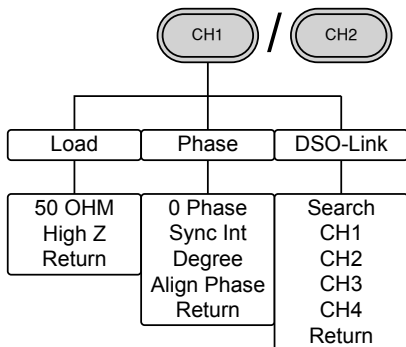 CH1 / CH2
Load Phase DSO-Link
50 OHM
High Z
Return
0 Phase
Sync Int
Degree
Align Phase
Return
Search
CH1
CH2
CH3
CH4
Return